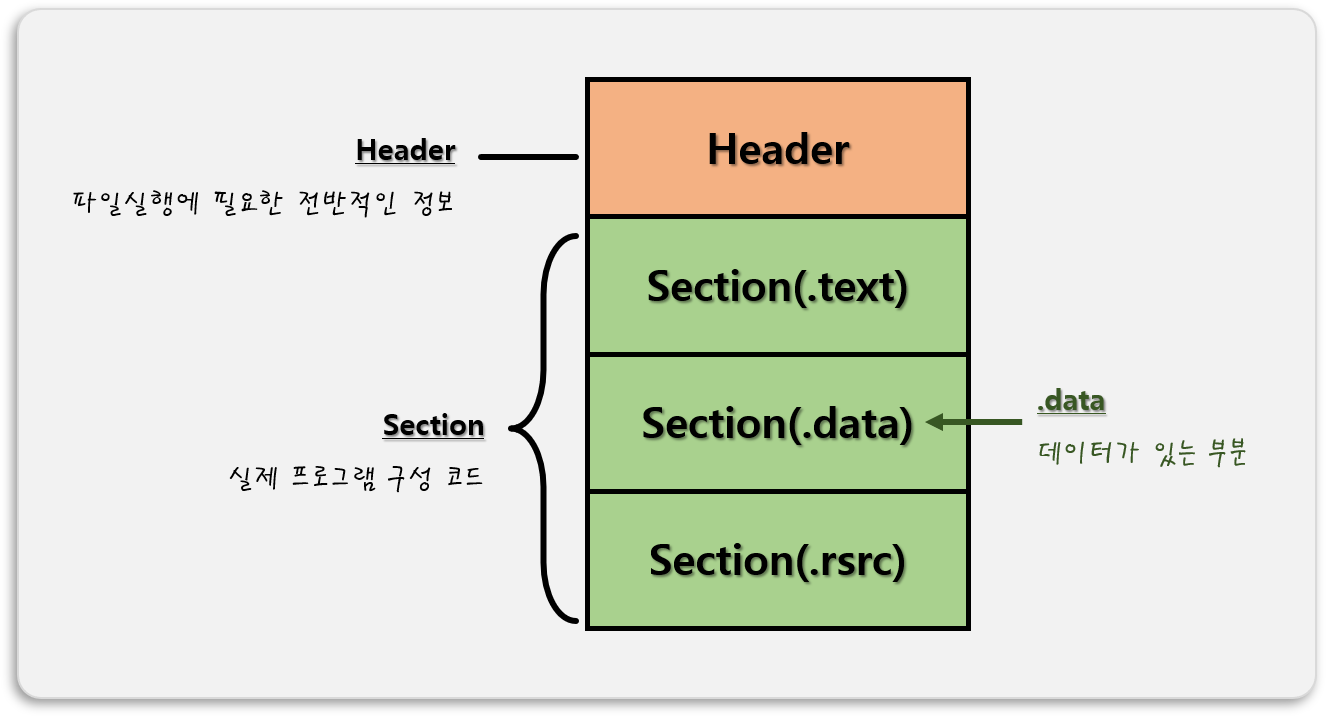 Header
파일실행에 필요한 전반적인 정보
Header
Section(.text)
Section
실제 프로그램 구성 코드
Section(.data)
.data
데이터가 있는 부분
Section(.rsrc)